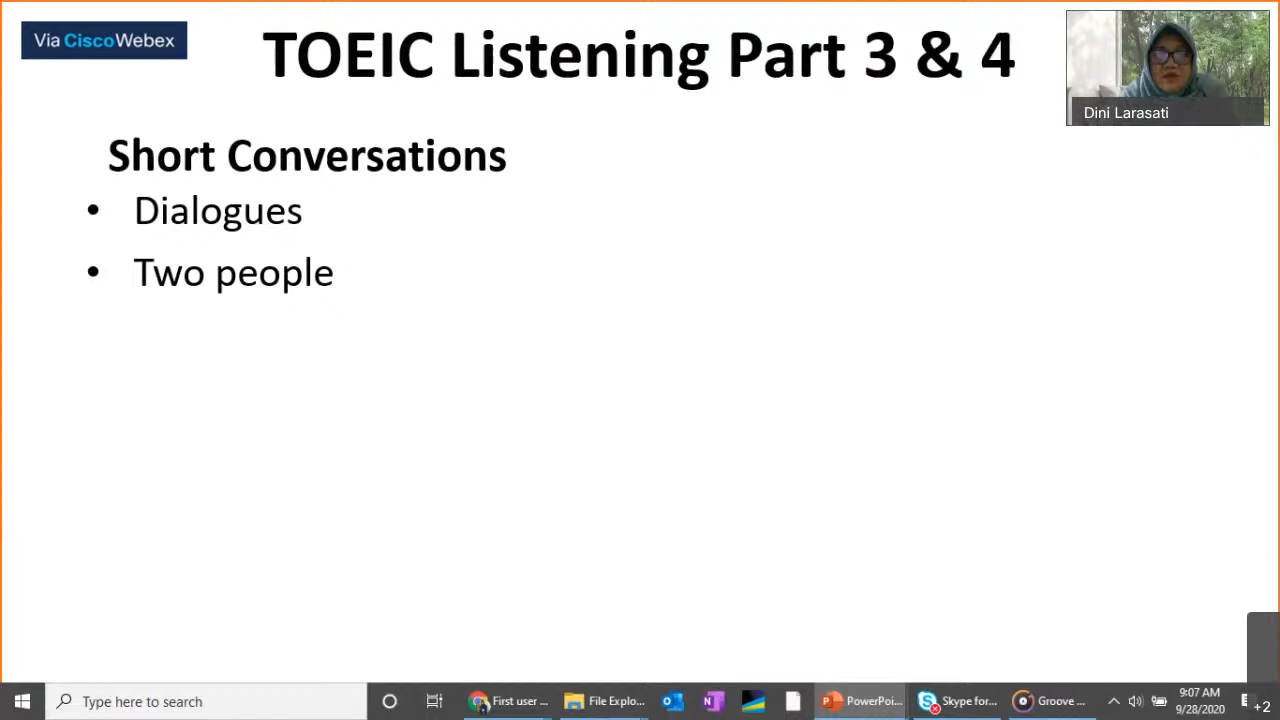 Via CiscoWebex
TOEIC Listening Part 3 & 4
Dini Larasati
Short Conversations
• Dialogues
• Two people
Type here to search
First user ...
File Explo...
PowerPoi...
Skype for...
Groove ...
9:07 AM
9/28/2020
+2